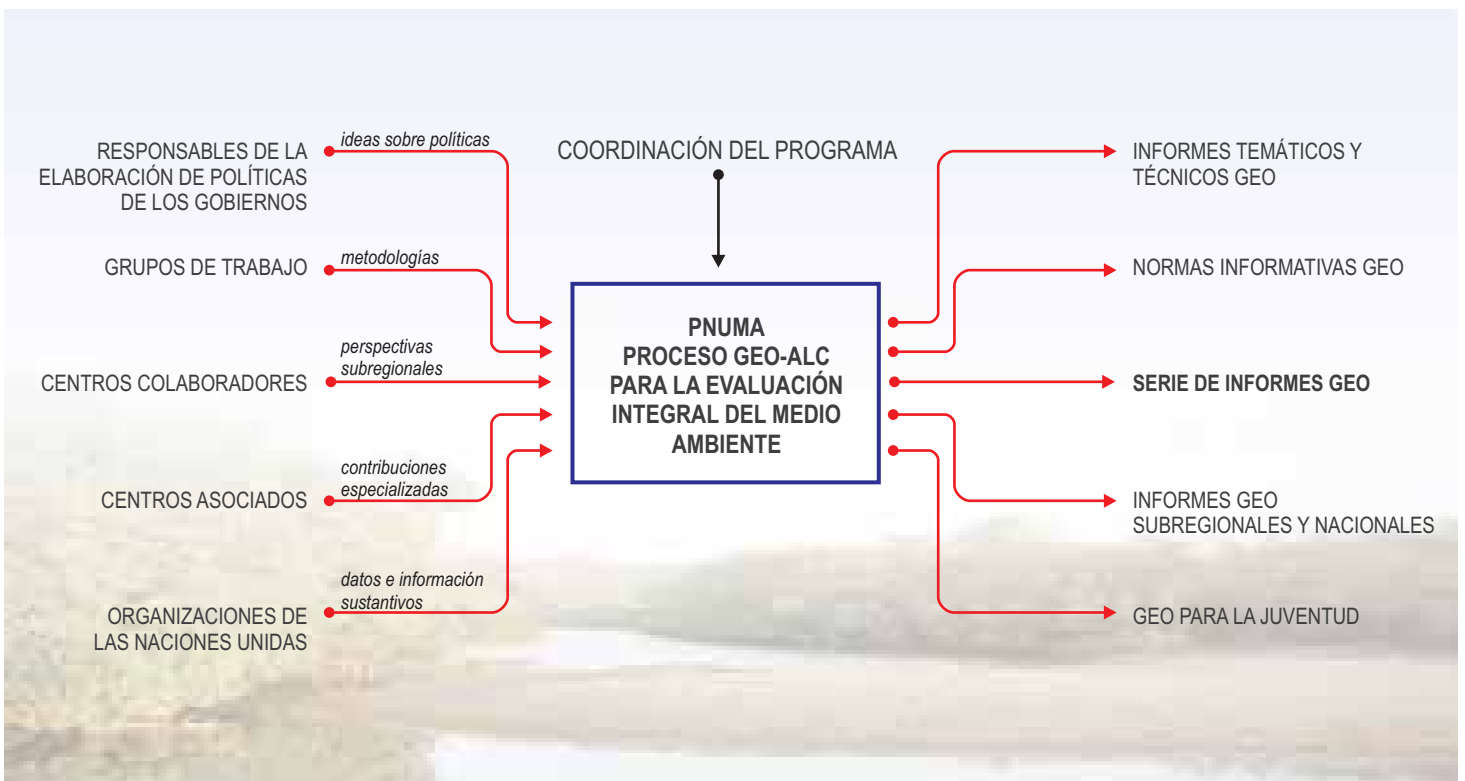 RESPONSABLES DE LA
ELABORACIÓN DE POLÍTICAS
DE LOS GOBIERNOS
ideas sobre políticas
GRUPOS DE TRABAJO
metodologías
CENTROS COLABORADORES
perspectivas
subregionales
CENTROS ASOCIADOS
contribuciones
especializadas
ORGANIZACIONES DE
LAS NACIONES UNIDAS
datos e información
sustantivos
COORDINACIÓN DEL PROGRAMA
PNUMA
PROCESO GEO-ALC
PARA LA EVALUACIÓN
INTEGRAL DEL MEDIO
AMBIENTE
INFORMES TEMÁTICOS Y
TÉCNICOS GEO
NORMAS INFORMATIVAS GEO
SERIE DE INFORMES GEO
INFORMES GEO
SUBREGIONALES Y NACIONALES
GEO PARA LA JUVENTUD